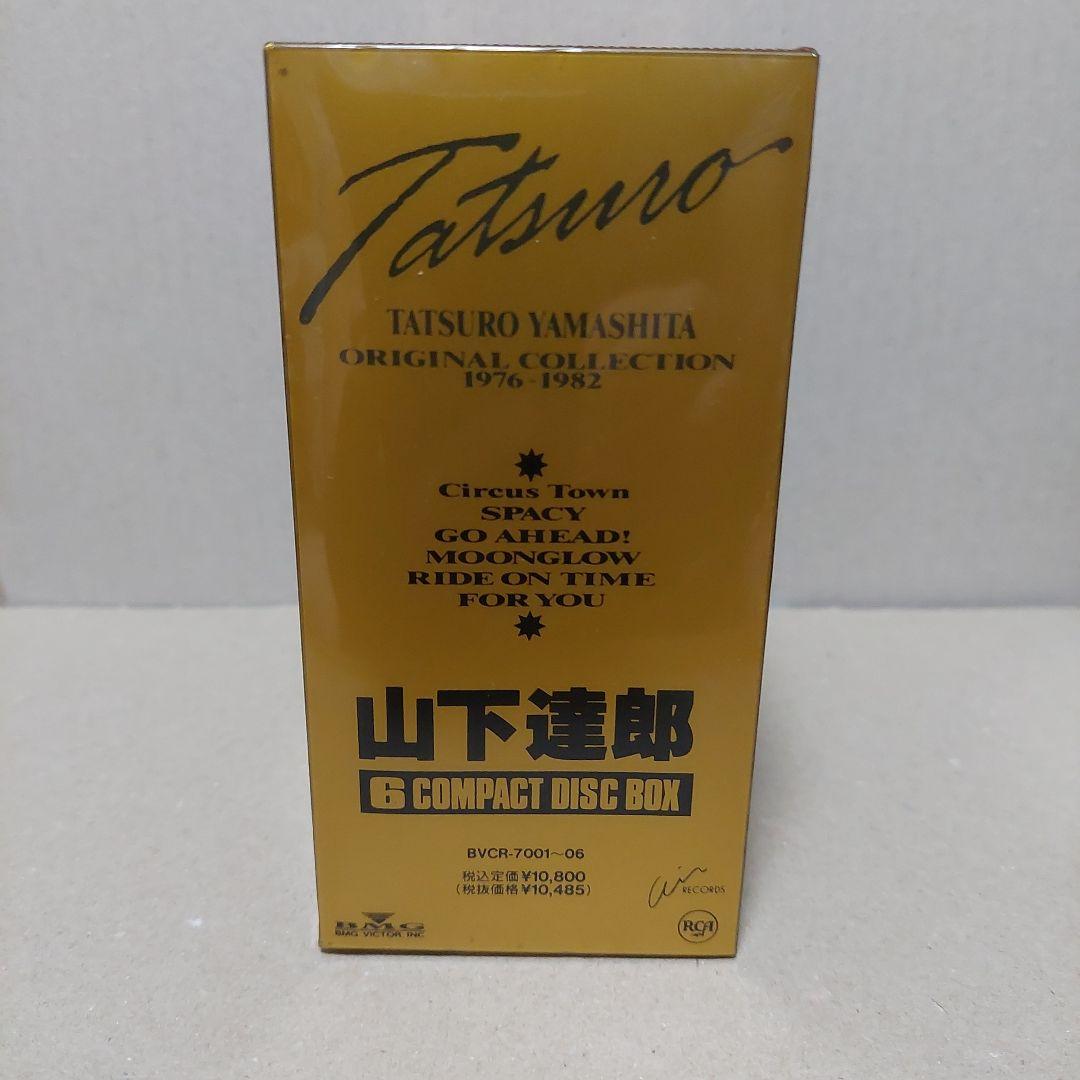 Tatsuro
TATSURO YAMASHITA
ORIGINAL COLLECTION
1976-1982
Circus Town
SPACY
GO AHEAD!
MOONGLOW
RIDE ON TIME
FOR YOU
山下達郎
6 COMPACT DISC BOX
BVCR-7001〜06
税込定価¥10,800
(税抜価格¥10,485)
air RECORDS
BMG
BMG VICTOR INC
RCA